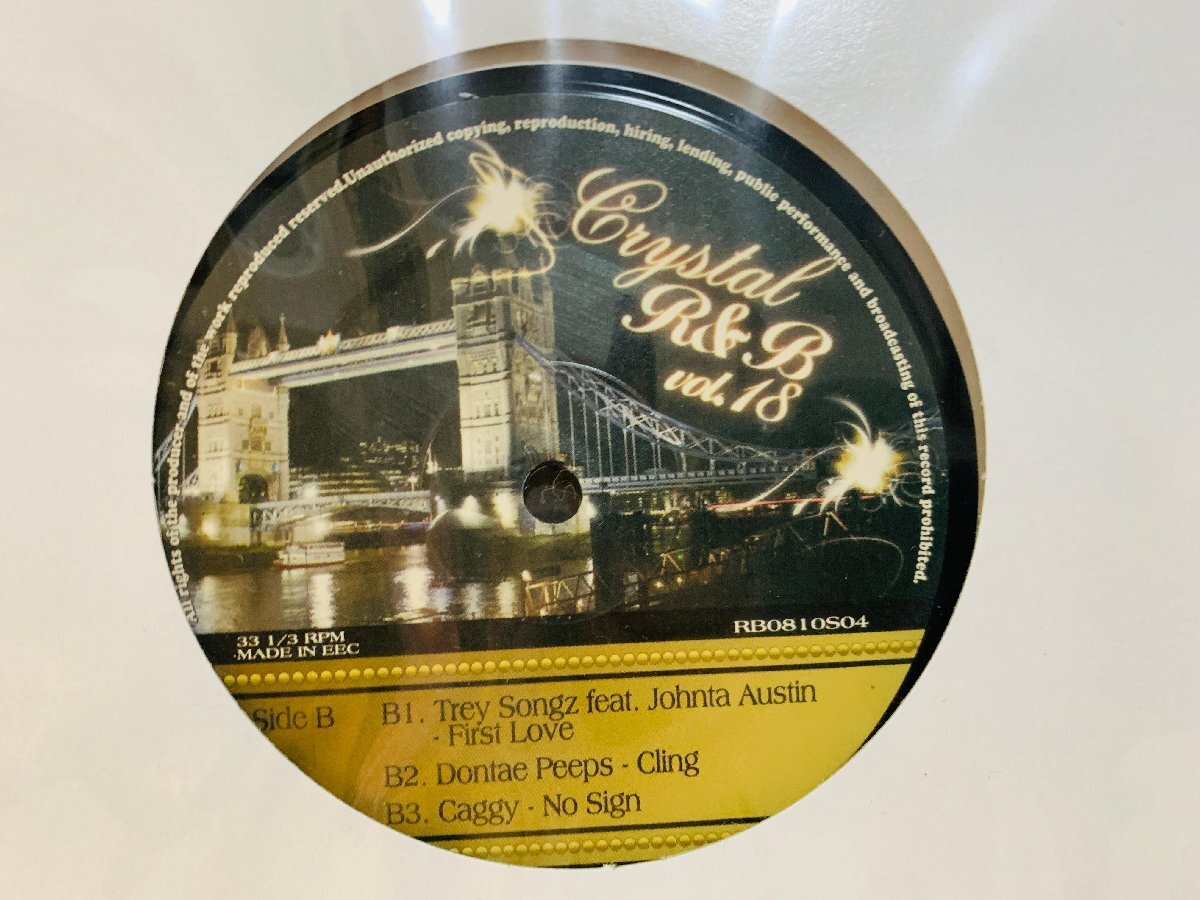 All rights of the producer and of the work reproduced reserved.Unauthorized copying, reproduction, hiring, lending, public performance and broadcasting of this record prohibited.
Crystal
R&B
vol.18
33 1/3 RPM
MADE IN EEC
RB0810S04
Side B
B1. Trey Songz feat. Johnta Austin
- First Love
B2. Dontae Peeps - Cling
B3. Caggy - No Sign